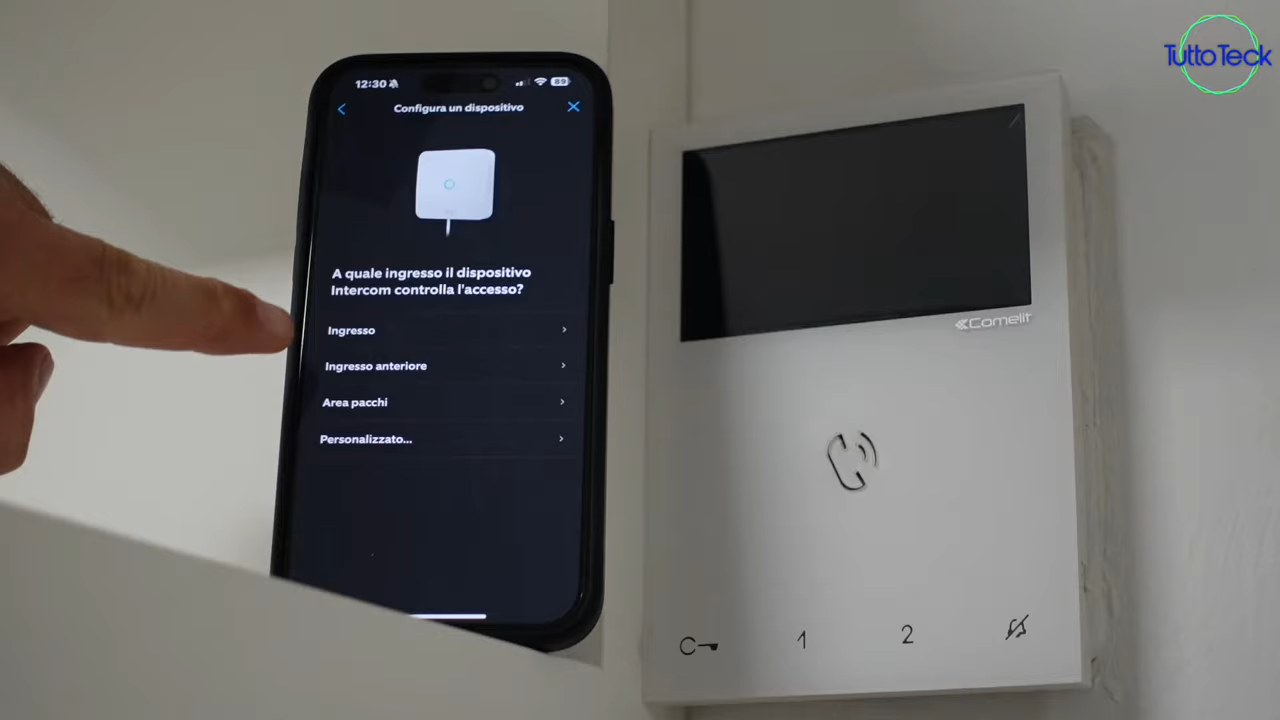 TuttoTeck
12:30
89
Configura un dispositivo
A quale ingresso il dispositivo
Intercom controlla l'accesso?
Ingresso
Ingresso anteriore
Area pacchi
Personalizzato...
Comelit
1
2